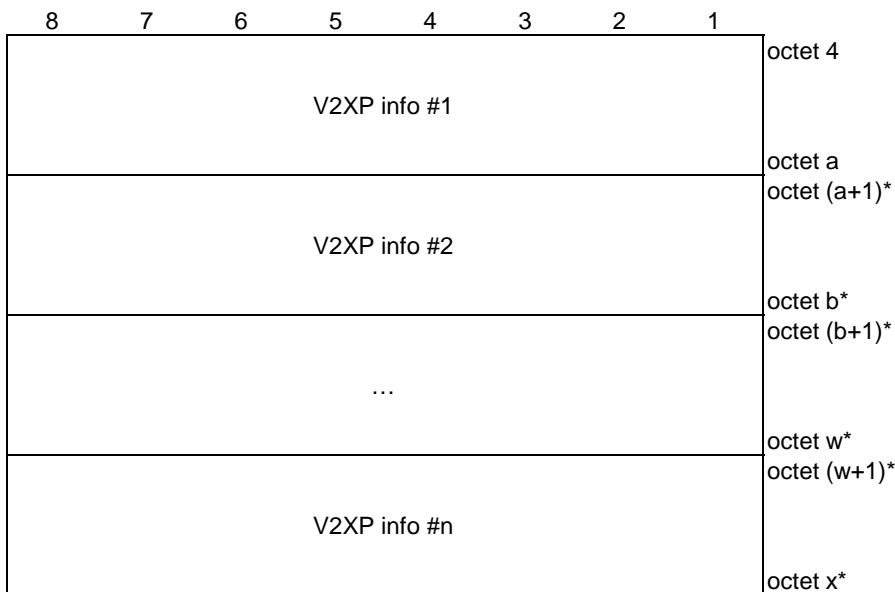 8 7 6 5 4 3 2 1
octet 4
V2XP info #1
octet a
octet (a+1)*
V2XP info #2
octet b*
octet (b+1)*
…
octet w*
octet (w+1)*
V2XP info #n
octet x*